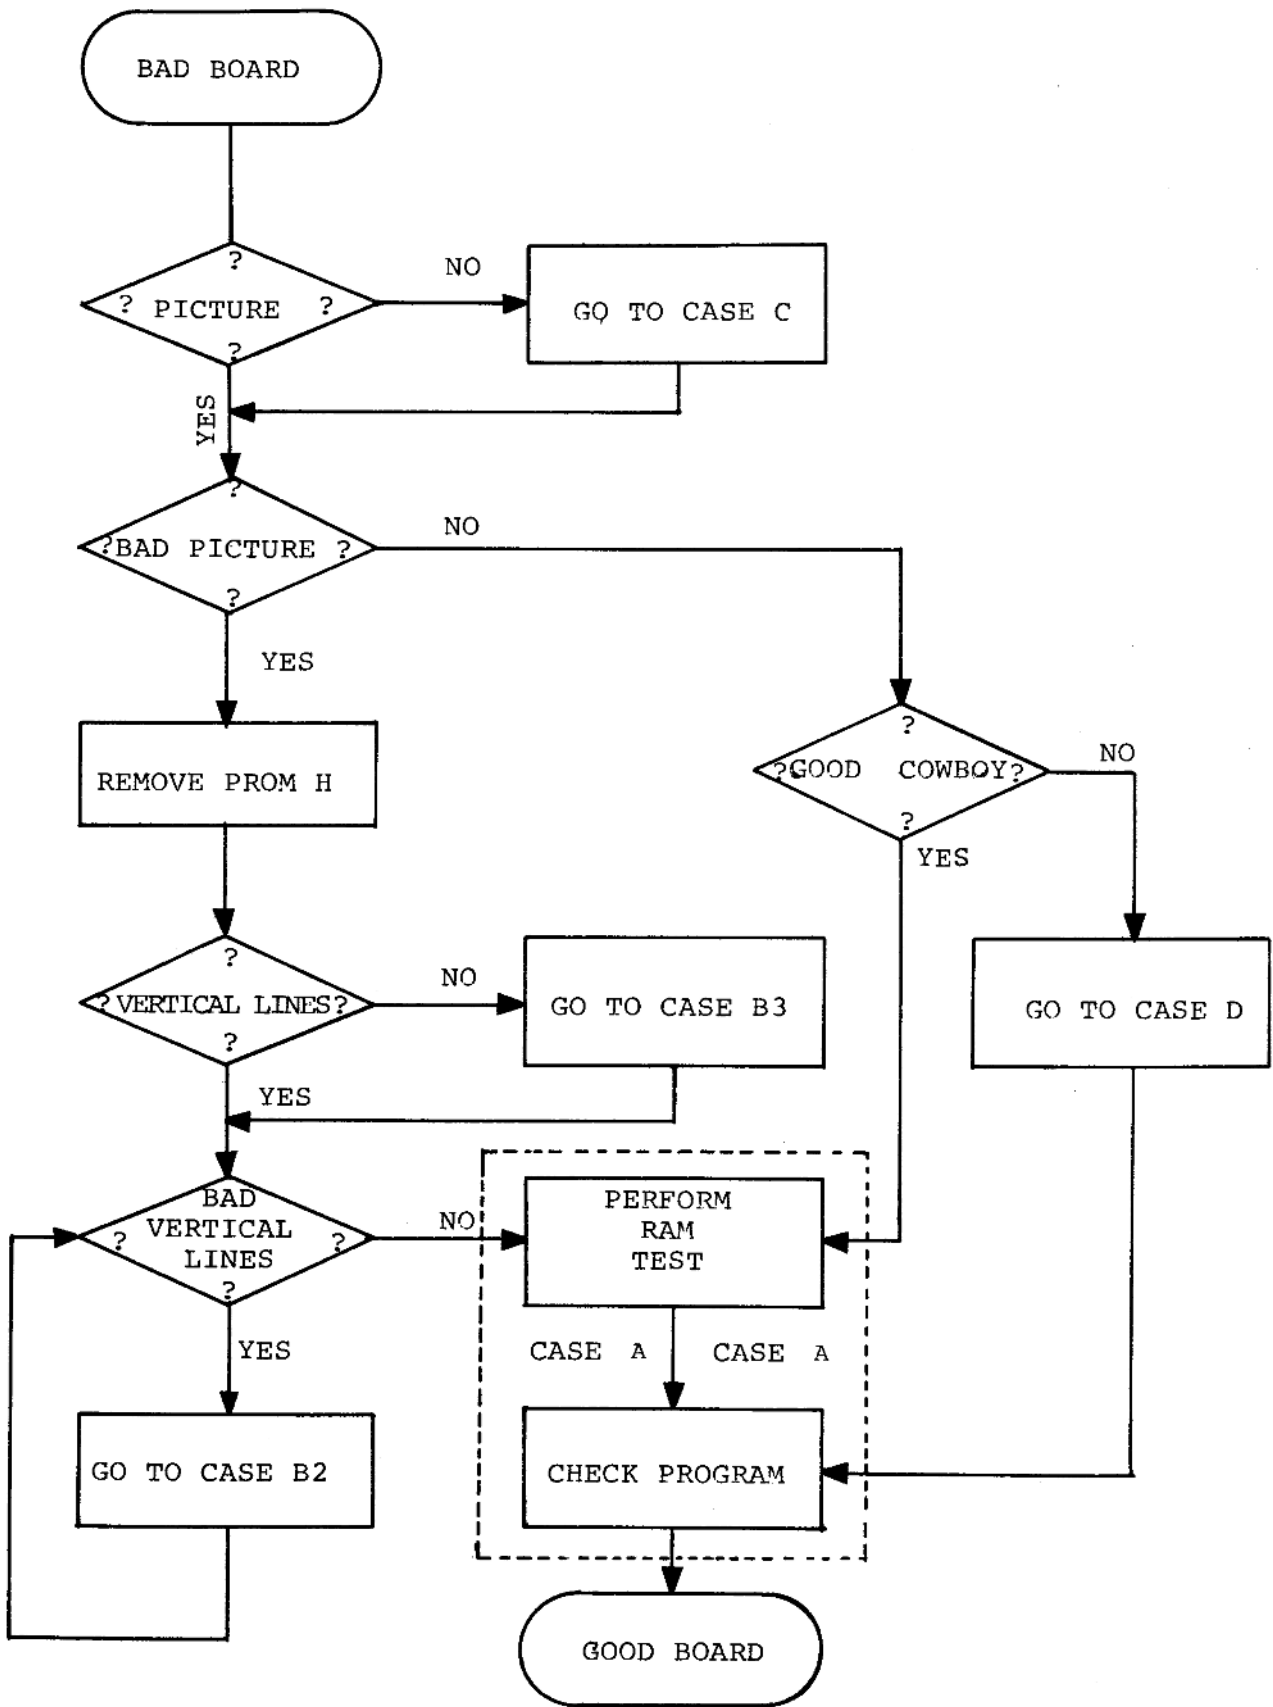 BAD BOARD
?
? PICTURE ?
?
NO
GO TO CASE C
YES
?
?BAD PICTURE ?
?
NO
YES
REMOVE PROM H
?
?GOOD COWBOY?
?
NO
YES
?
?VERTICAL LINES?
?
NO
GO TO CASE B3
GO TO CASE D
YES
BAD
VERTICAL
? LINES ?
?
NO
PERFORM
RAM
TEST
YES
CASE A CASE A
GO TO CASE B2
CHECK PROGRAM
GOOD BOARD